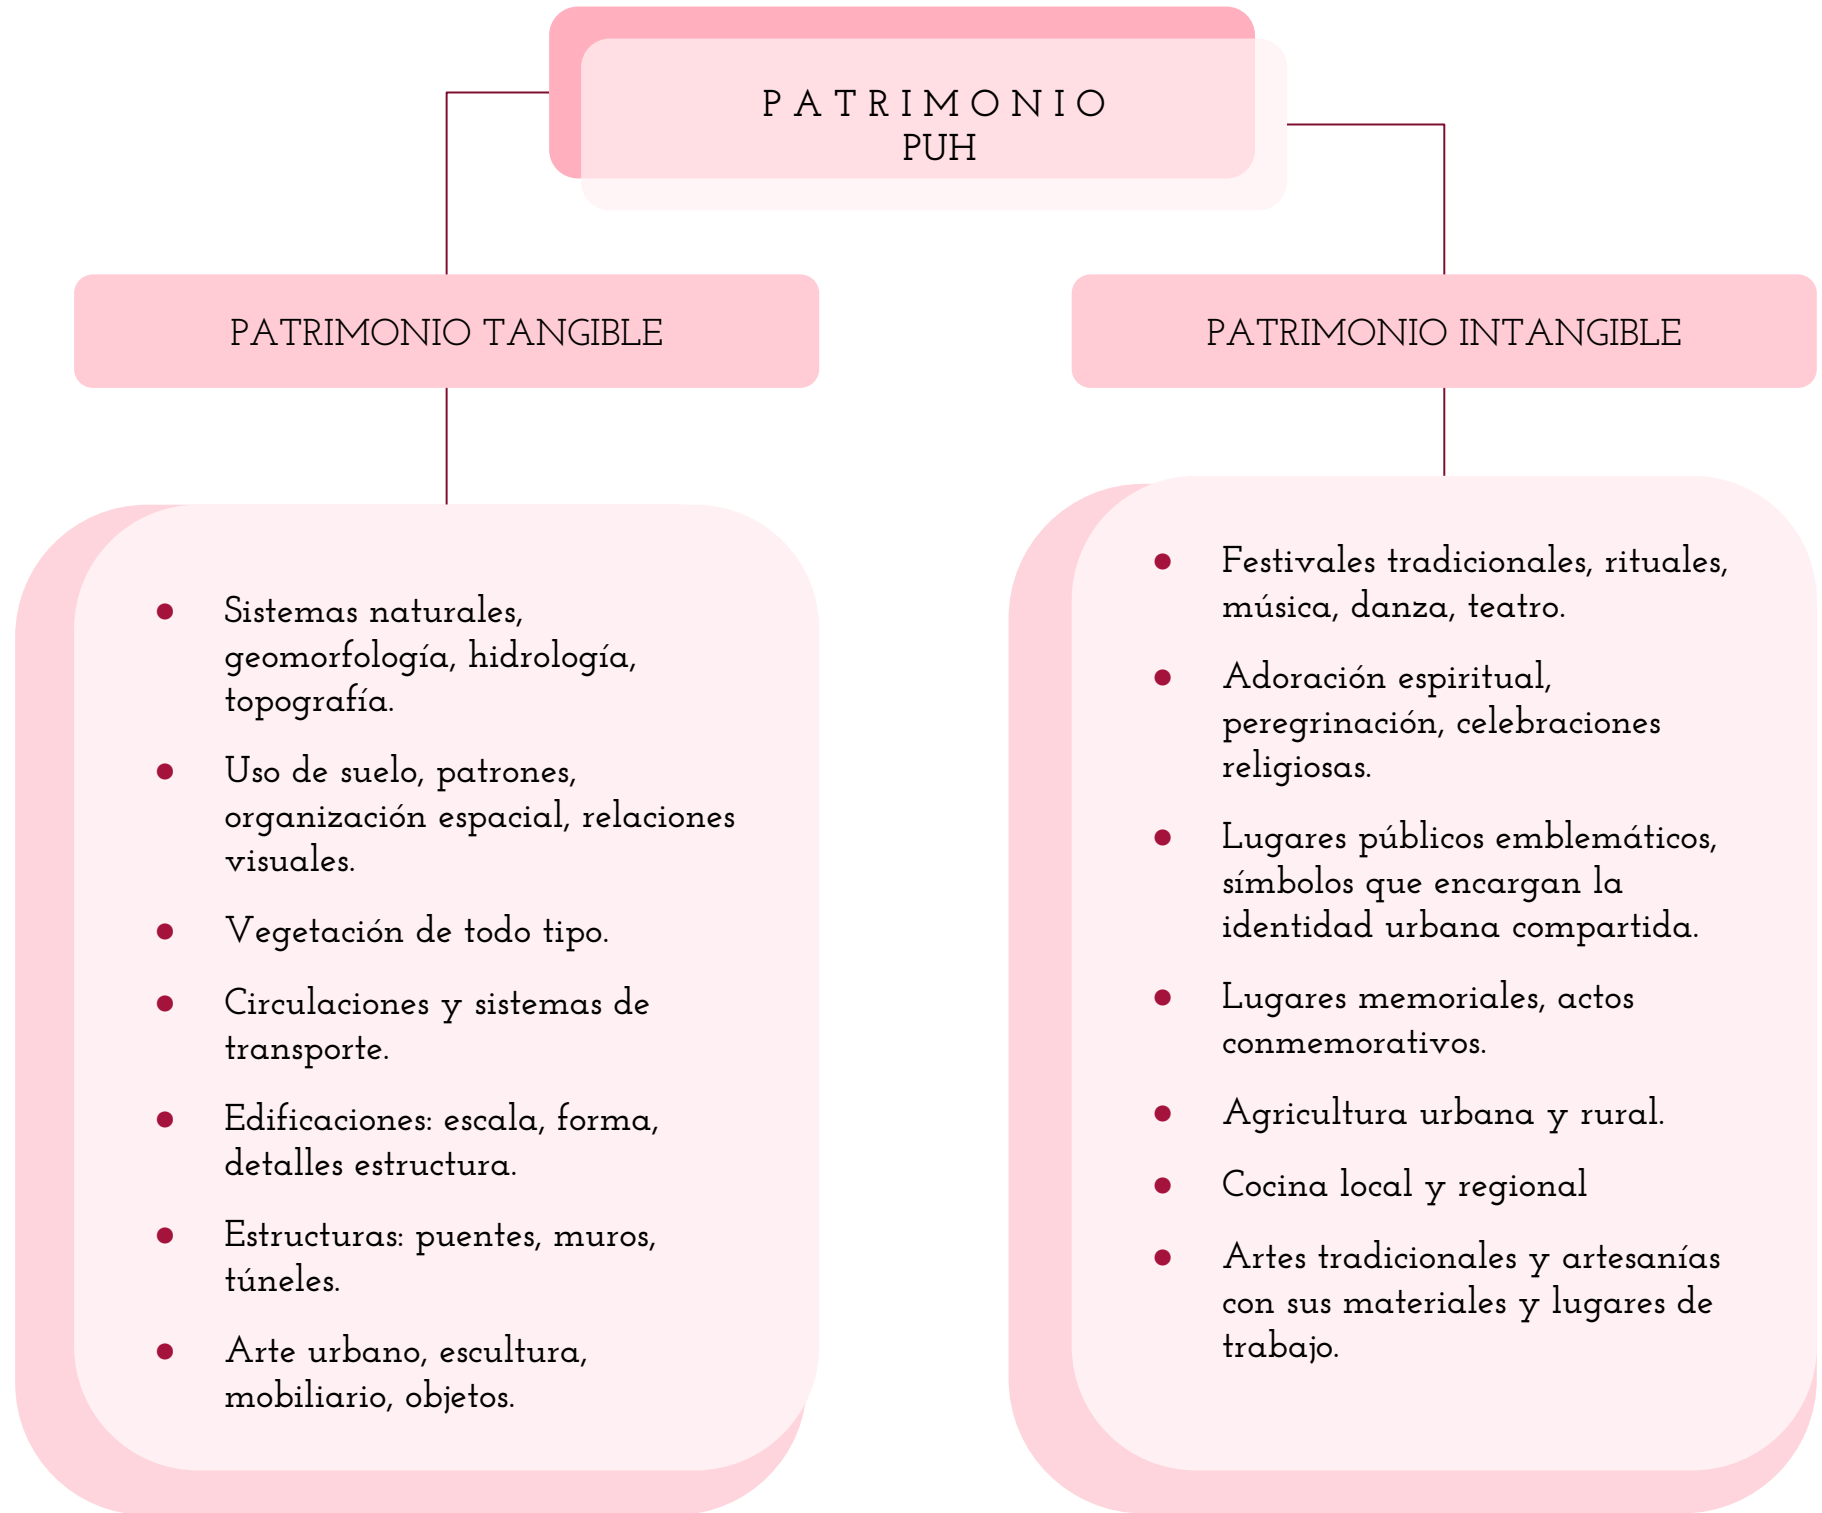 PATRIMONIO
PUH
PATRIMONIO TANGIBLE
Sistemas naturales,
geomorfología, hidrología,
topografía.
Uso de suelo, patrones,
organización espacial, relaciones
visuales.
Vegetación de todo tipo.
Circulaciones y sistemas de
transporte.
Edificaciones: escala, forma,
detalles estructura.
Estructuras: puentes, muros,
túneles.
Arte urbano, escultura,
mobiliario, objetos.
PATRIMONIO INTANGIBLE
Festivales tradicionales, rituales,
música, danza, teatro.
Adoración espiritual,
peregrinación, celebraciones
religiosas.
Lugares públicos emblemáticos,
símbolos que encargan la
identidad urbana compartida.
Lugares memoriales, actos
conmemorativos.
Agricultura urbana y rural.
Cocina local y regional
Artes tradicionales y artesanías
con sus materiales y lugares de
trabajo.